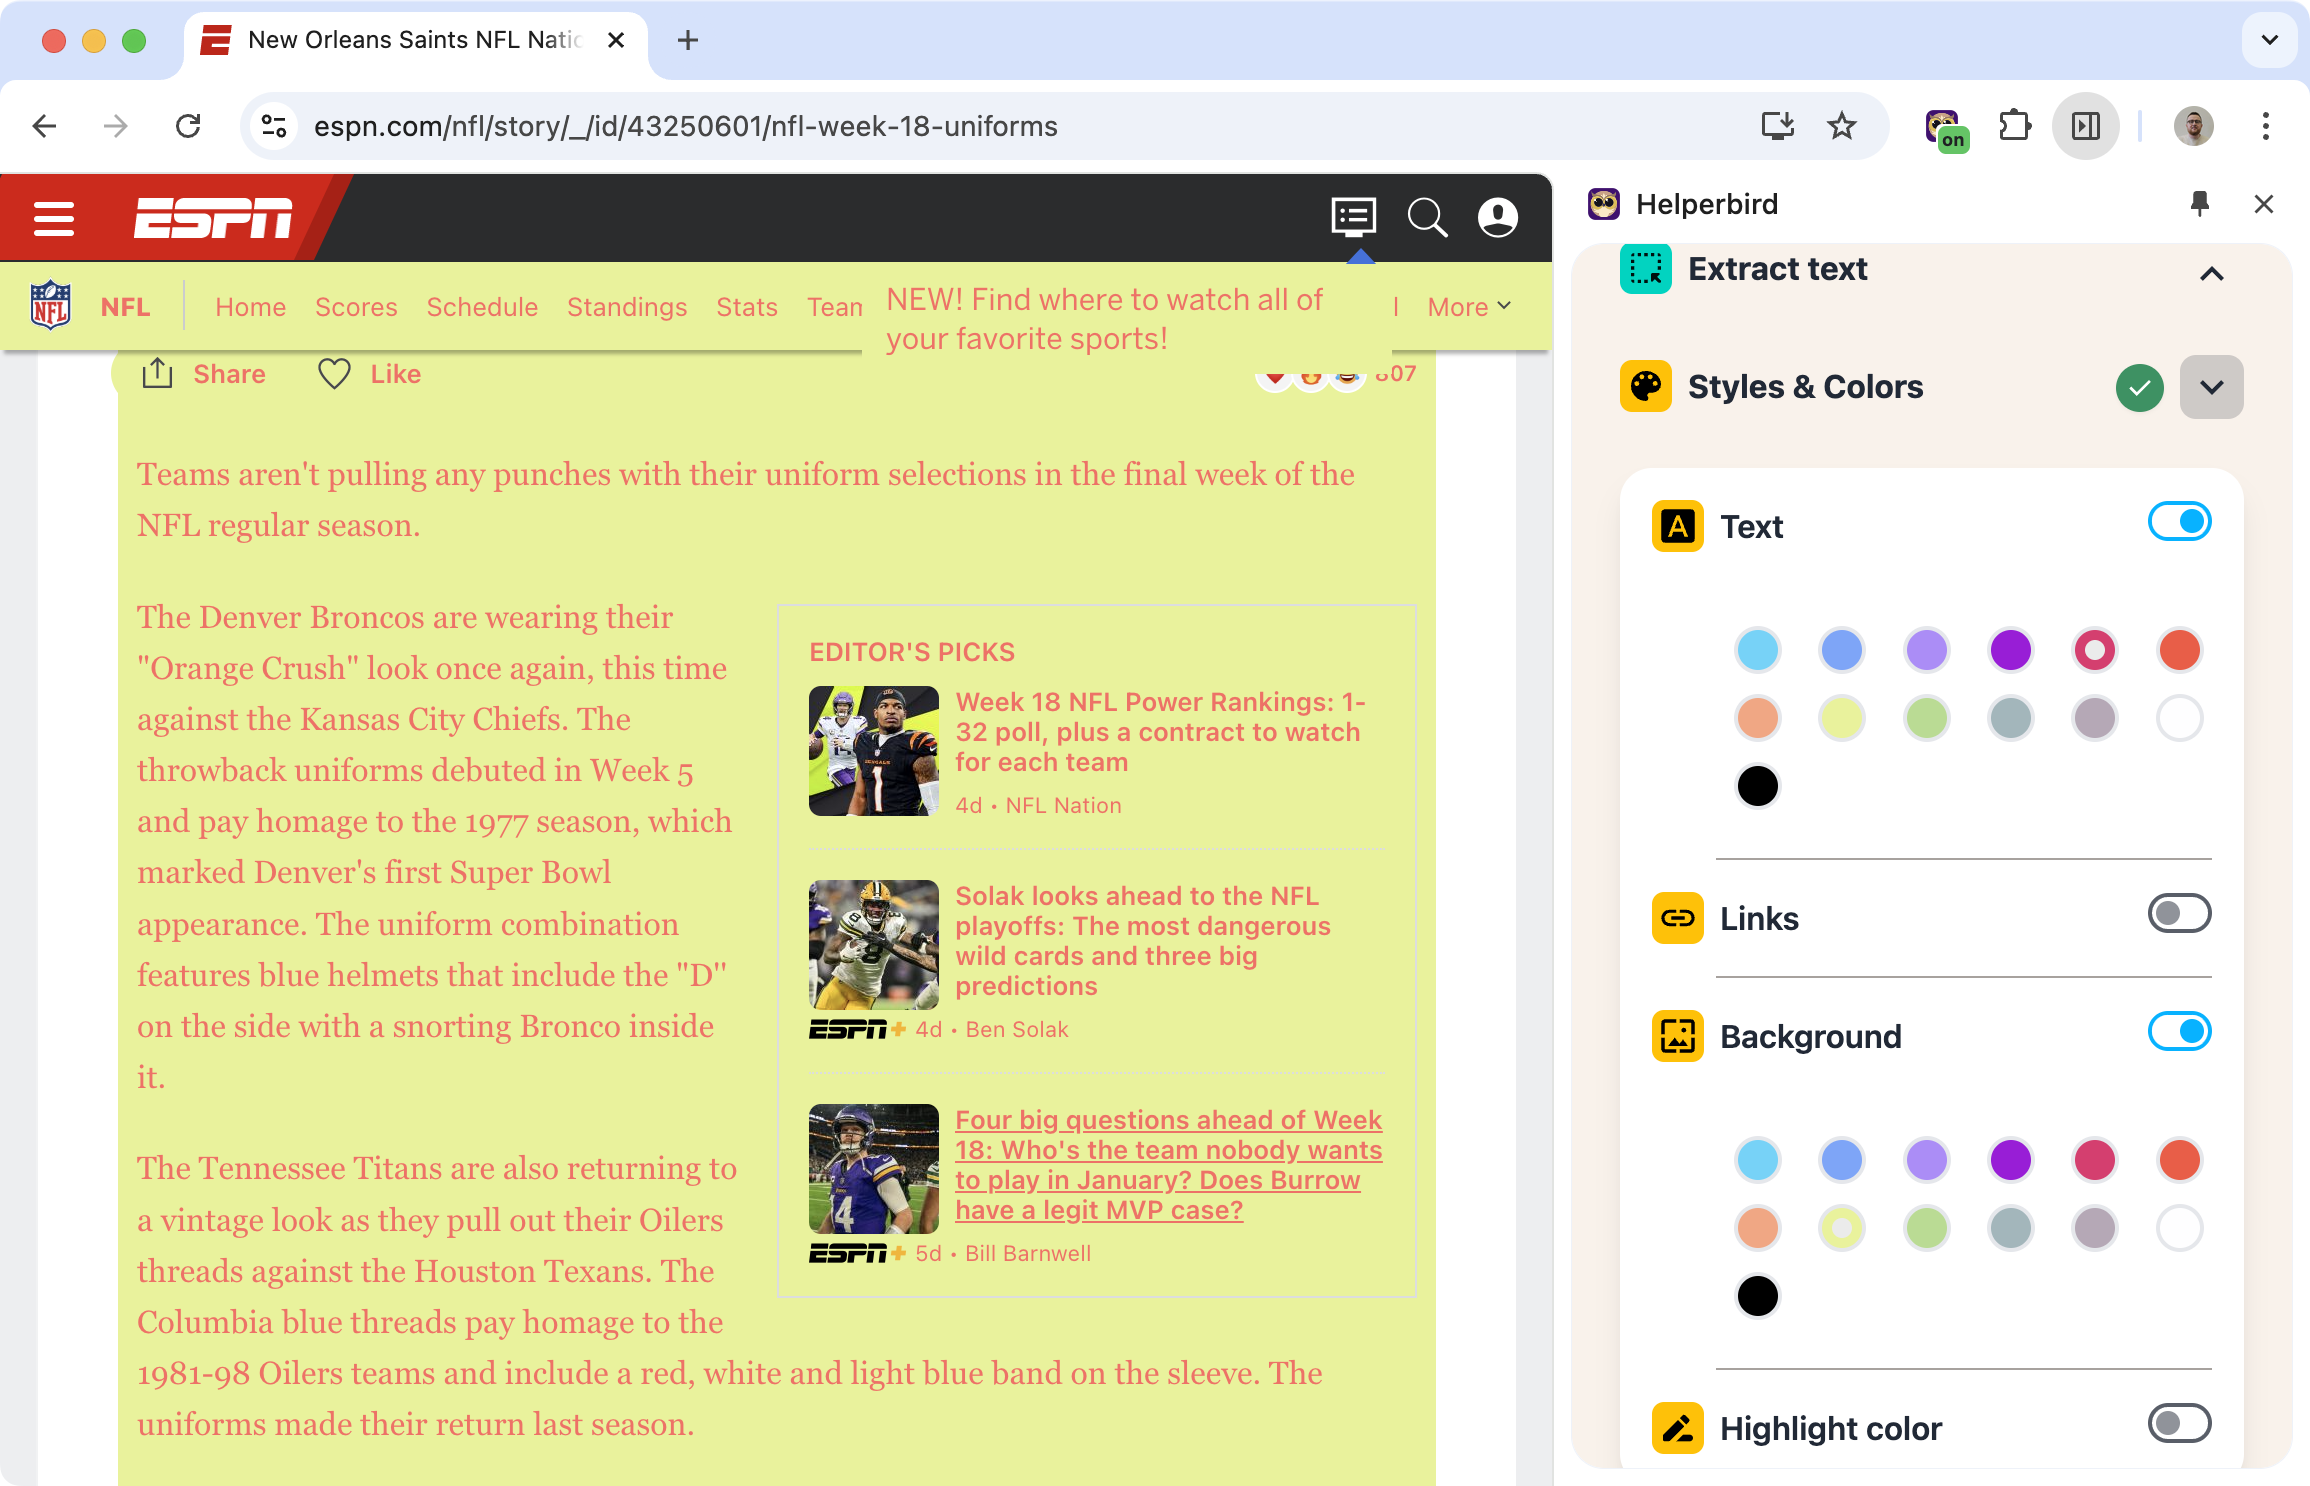 New Orleans Saints NFL Natio
espn.com/nfl/story/_/id/43250601/nfl-week-18-uniforms
on
ESPN
NFL
NFL Home Scores Schedule Standings Stats Team More
NEW! Find where to watch all of
your favorite sports!
Share Like 807
Teams aren't pulling any punches with their uniform selections in the final week of the
NFL regular season.
The Denver Broncos are wearing their
"Orange Crush" look once again, this time
against the Kansas City Chiefs. The
throwback uniforms debuted in Week 5
and pay homage to the 1977 season, which
marked Denver's first Super Bowl
appearance. The uniform combination
features blue helmets that include the "D"
on the side with a snorting Bronco inside
it.
The Tennessee Titans are also returning to
a vintage look as they pull out their Oilers
threads against the Houston Texans. The
Columbia blue threads pay homage to the
1981-98 Oilers teams and include a red, white and light blue band on the sleeve. The
uniforms made their return last season.
EDITOR'S PICKS
Week 18 NFL Power Rankings: 1-
32 poll, plus a contract to watch
for each team
4d • NFL Nation
Solak looks ahead to the NFL
playoffs: The most dangerous
wild cards and three big
predictions
ESPN+ 4d • Ben Solak
Four big questions ahead of Week
18: Who's the team nobody wants
to play in January? Does Burrow
have a legit MVP case?
ESPN+ 5d • Bill Barnwell
Helperbird
Extract text
Styles & Colors
A Text
Links
Background
Highlight color